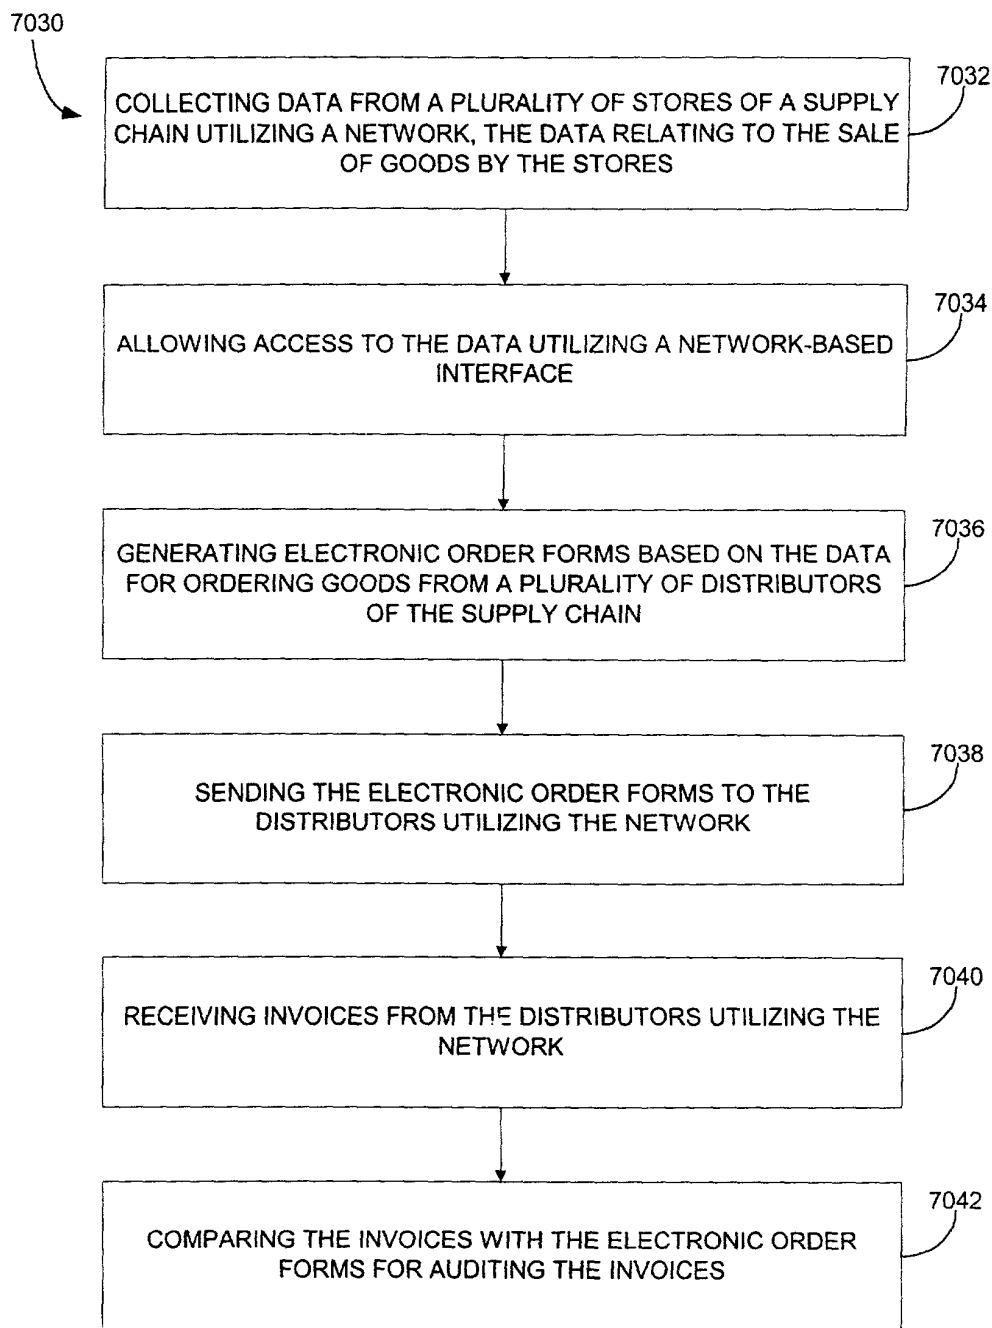 7030
7032
COLLECTING DATA FROM A PLURALITY OF STORES OF A SUPPLY
CHAIN UTILIZING A NETWORK, THE DATA RELATING TO THE SALE
OF GOODS BY THE STORES
7034
ALLOWING ACCESS TO THE DATA UTILIZING A NETWORK-BASED
INTERFACE
7036
GENERATING ELECTRONIC ORDER FORMS BASED ON THE DATA
FOR ORDERING GOODS FROM A PLURALITY OF DISTRIBUTORS
OF THE SUPPLY CHAIN
7038
SENDING THE ELECTRONIC ORDER FORMS TO THE
DISTRIBUTORS UTILIZING THE NETWORK
7040
RECEIVING INVOICES FROM THE DISTRIBUTORS UTILIZING THE
NETWORK
7042
COMPARING THE INVOICES WITH THE ELECTRONIC ORDER
FORMS FOR AUDITING THE INVOICES